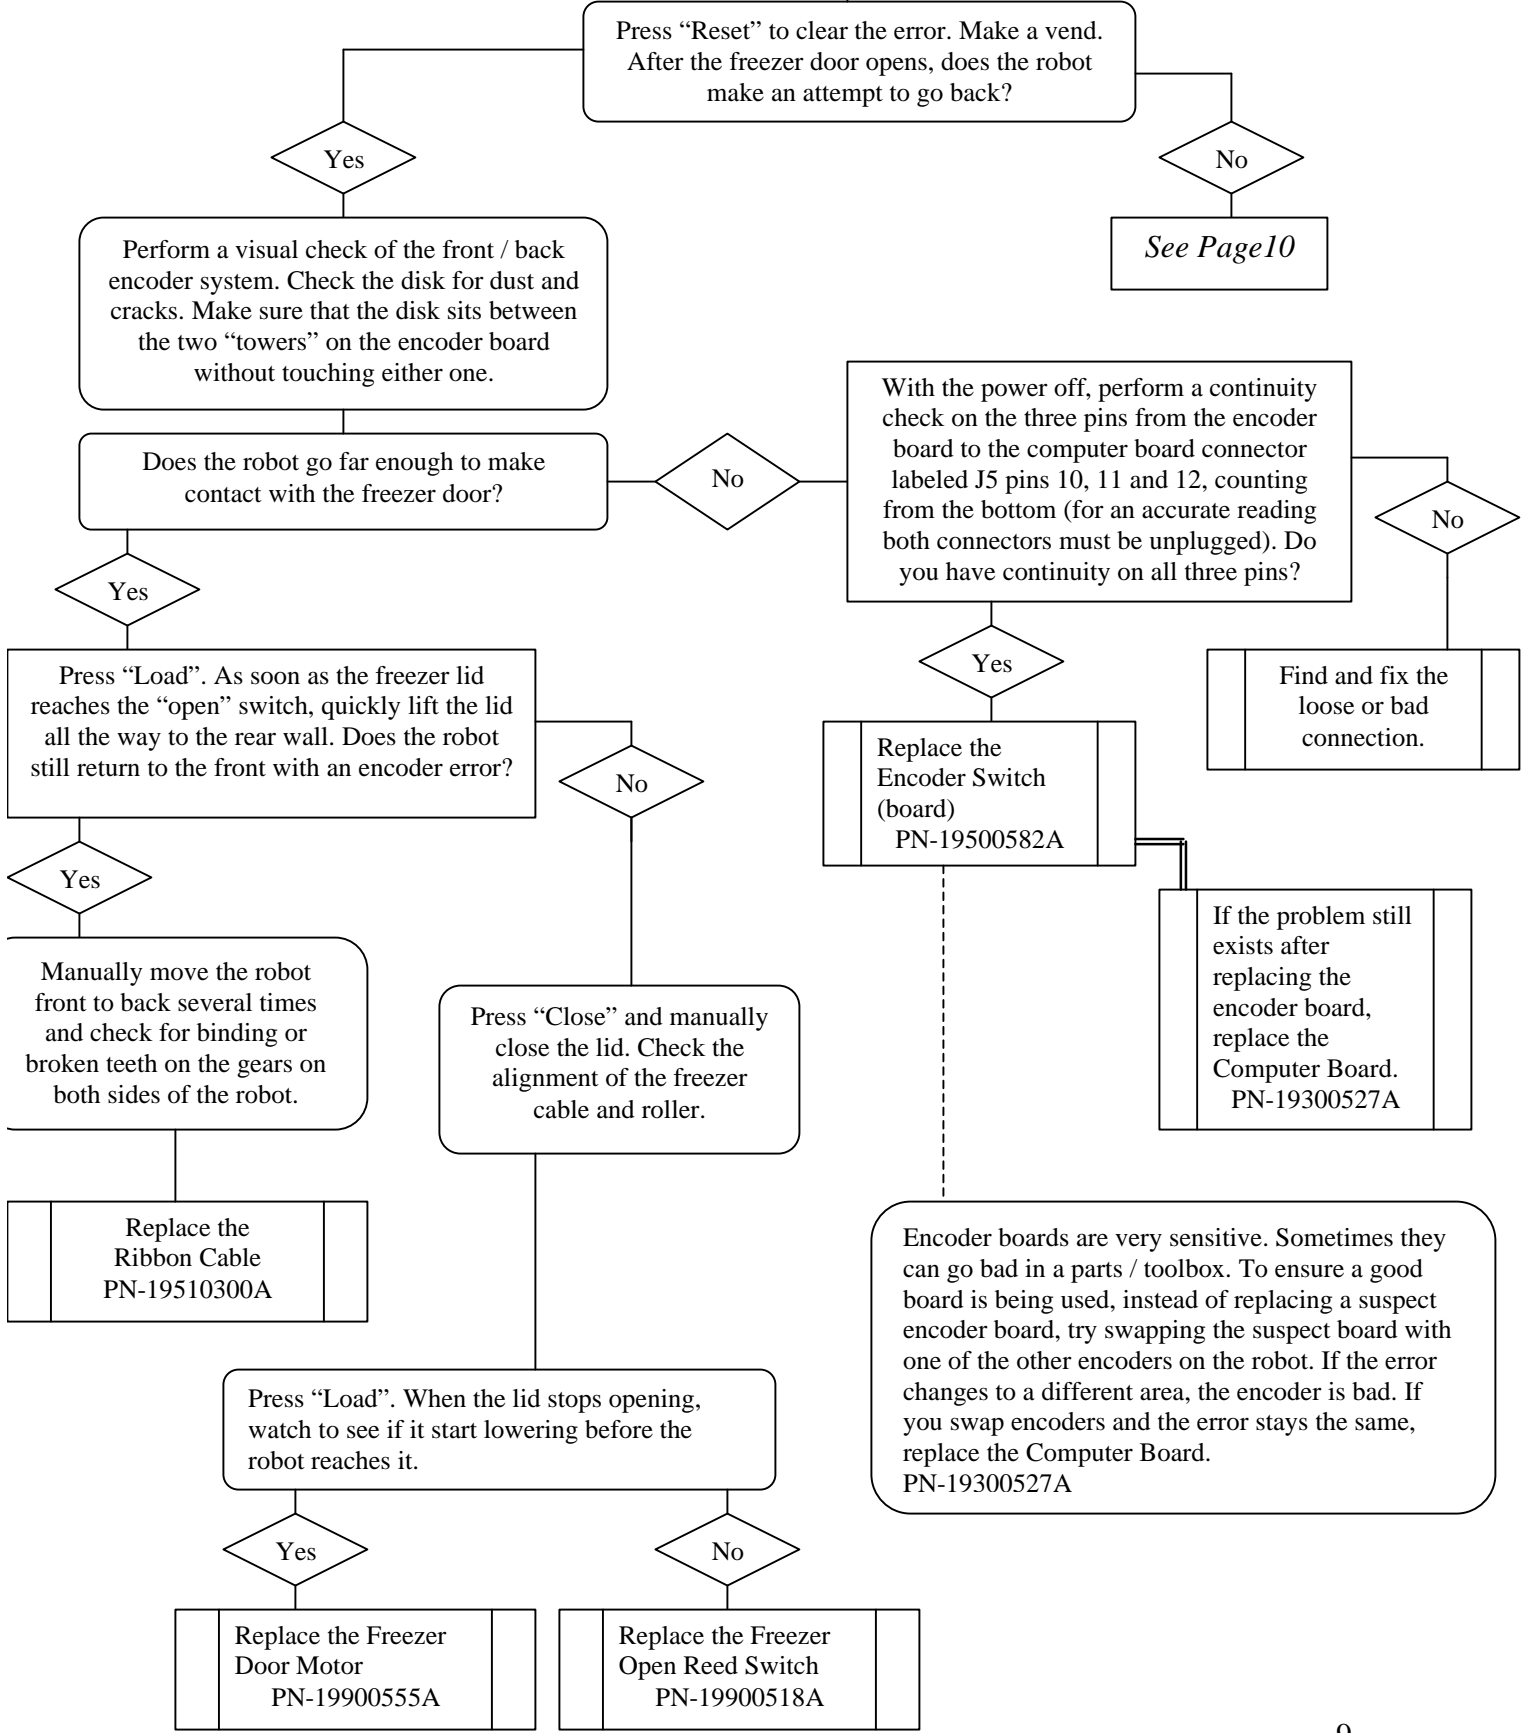 Press “Reset” to clear the error. Make a vend.
After the freezer door opens, does the robot
make an attempt to go back?
Yes
No
See Page10
Perform a visual check of the front / back
encoder system. Check the disk for dust and
cracks. Make sure that the disk sits between
the two “towers” on the encoder board
without touching either one.
Does the robot go far enough to make
contact with the freezer door?
No
With the power off, perform a continuity
check on the three pins from the encoder
board to the computer board connector
labeled J5 pins 10, 11 and 12, counting
from the bottom (for an accurate reading
both connectors must be unplugged). Do
you have continuity on all three pins?
No
Yes
Yes
Find and fix the
loose or bad
connection.
Press “Load”. As soon as the freezer lid
reaches the “open” switch, quickly lift the lid
all the way to the rear wall. Does the robot
still return to the front with an encoder error?
No
Replace the
Encoder Switch
(board)
PN-19500582A
Yes
If the problem still
exists after
replacing the
encoder board,
replace the
Computer Board.
PN-19300527A
Manually move the robot
front to back several times
and check for binding or
broken teeth on the gears on
both sides of the robot.
Press “Close” and manually
close the lid. Check the
alignment of the freezer
cable and roller.
Replace the
Ribbon Cable
PN-19510300A
Encoder boards are very sensitive. Sometimes they
can go bad in a parts / toolbox. To ensure a good
board is being used, instead of replacing a suspect
encoder board, try swapping the suspect board with
one of the other encoders on the robot. If the error
changes to a different area, the encoder is bad. If
you swap encoders and the error stays the same,
replace the Computer Board.
PN-19300527A
Press “Load”. When the lid stops opening,
watch to see if it start lowering before the
robot reaches it.
Yes
No
Replace the Freezer
Door Motor
PN-19900555A
Replace the Freezer
Open Reed Switch
PN-19900518A
9